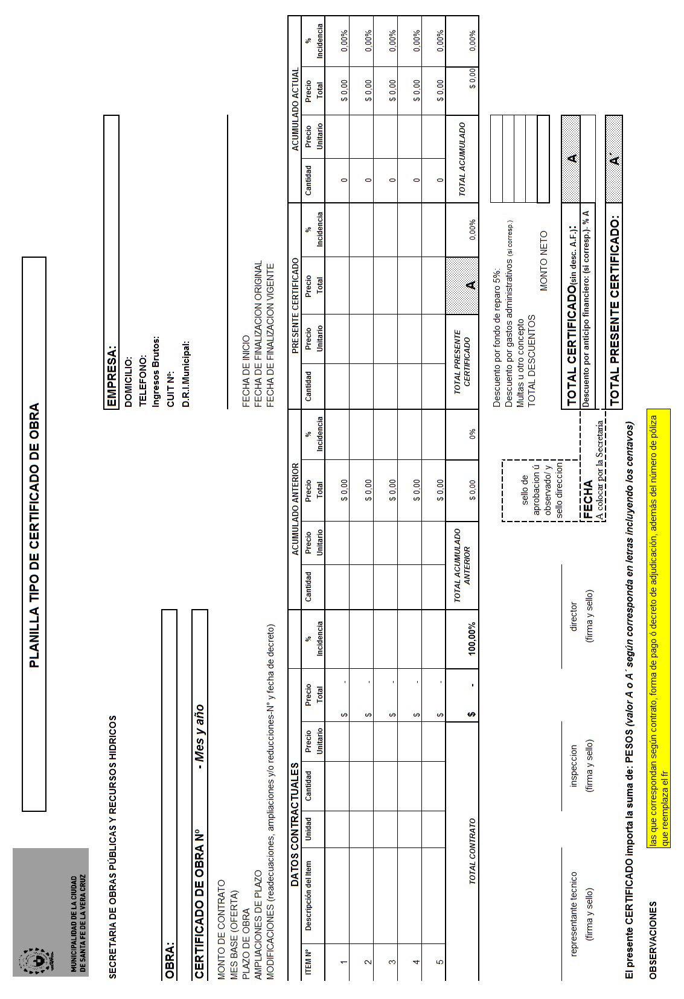 PLANILLA TIPO DE CERTIFICADO DE OBRA
MUNICIPALIDAD DE LA CIUDAD
DE SANTA FE DE LA VERA CRUZ
SECRETARIA DE OBRAS PÚBLICAS Y RECURSOS HIDRICOS
EMPRESA:
DOMICILIO:
TELEFONO:
Ingresos Brutos:
CUIT Nº:
D.R.I.Municipal:
OBRA:
CERTIFICADO DE OBRA Nº - Mes y año
MONTO DE CONTRATO
MES BASE (OFERTA)
PLAZO DE OBRA
AMPLIACIONES DE PLAZO
MODIFICACIONES (readecuaciones, ampliaciones y/o reducciones-N° y fecha de decreto)
FECHA DE INICIO
FECHA DE FINALIZACION ORIGINAL
FECHA DE FINALIZACION VIGENTE
DATOS CONTRACTUALES ACUMULADO ANTERIOR PRESENTE CERTIFICADO ACUMULADO ACTUAL
ITEM Nº Descripción del Item Unidad Cantidad Precio Unitario Precio Total % Incidencia Cantidad Precio Unitario Precio Total % Incidencia Cantidad Precio Unitario Precio Total % Incidencia Cantidad Precio Unitario Precio Total % Incidencia
1 $ - $ 0,00 0 $ 0,00 0,00%
2 $ - $ 0,00 0 $ 0,00 0,00%
3 $ - $ 0,00 0 $ 0,00 0,00%
4 $ - $ 0,00 0 $ 0,00 0,00%
5 $ - $ 0,00 0 $ 0,00 0,00%
TOTAL CONTRATO $ - 100,00% TOTAL ACUMULADO ANTERIOR $ 0,00 0% TOTAL PRESENTE CERTIFICADO A 0,00% TOTAL ACUMULADO $ 0,00 0,00%
Descuento por fondo de reparo 5%:
Descuento por gastos administrativos (si corresp.)
Multas u otro concepto
TOTAL DESCUENTOS
MONTO NETO
sello de
aprobacion ú
observado/ y
sello direccion
TOTAL CERTIFICADO(sin desc. A.F.): A
Descuento por anticipo financiero: (si corresp.)- % A
TOTAL PRESENTE CERTIFICADO: A´
FECHA
A colocar por la Secretaria
representante tecnico
(firma y sello)
inspeccion
(firma y sello)
director
(firma y sello)
El presente CERTIFICADO importa la suma de: PESOS (valor A o A´ según corresponda en letras incluyendo los centavos)
OBSERVACIONES
las que correspondan según contrato, forma de pago ó decreto de adjudicación, además del número de póliza
que reemplaza el fr